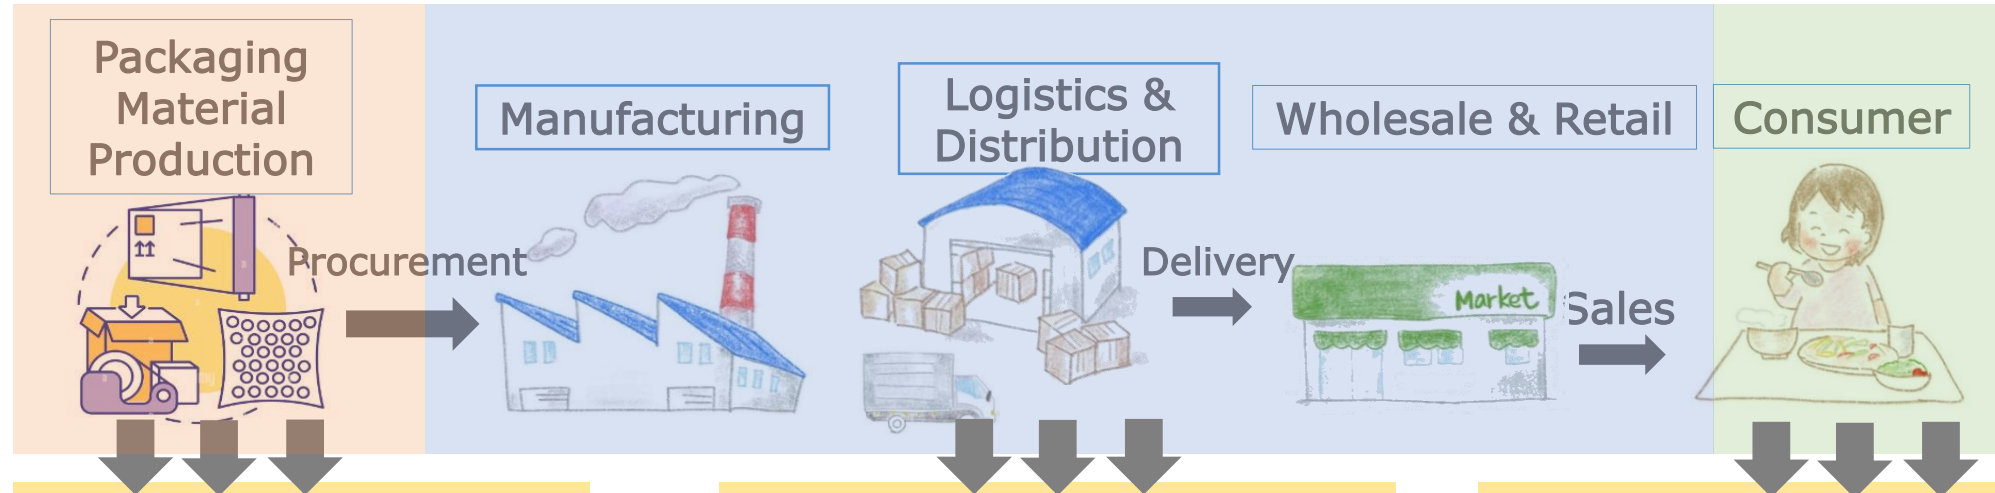 Packaging
Material
Production
Manufacturing
Logistics &
Distribution
Wholesale & Retail
Consumer
Procurement
Delivery
Market
Sales